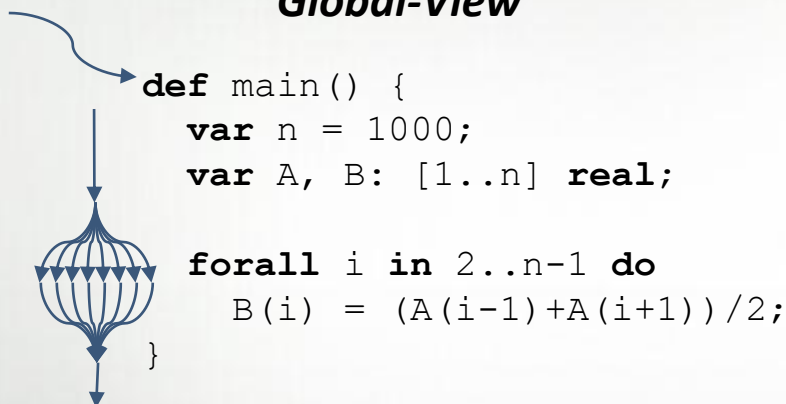 Global-View
def main() {
var n = 1000;
var A, B: [1..n] real;
forall i in 2..n-1 do
B(i) = (A(i-1)+A(i+1))/2;
}